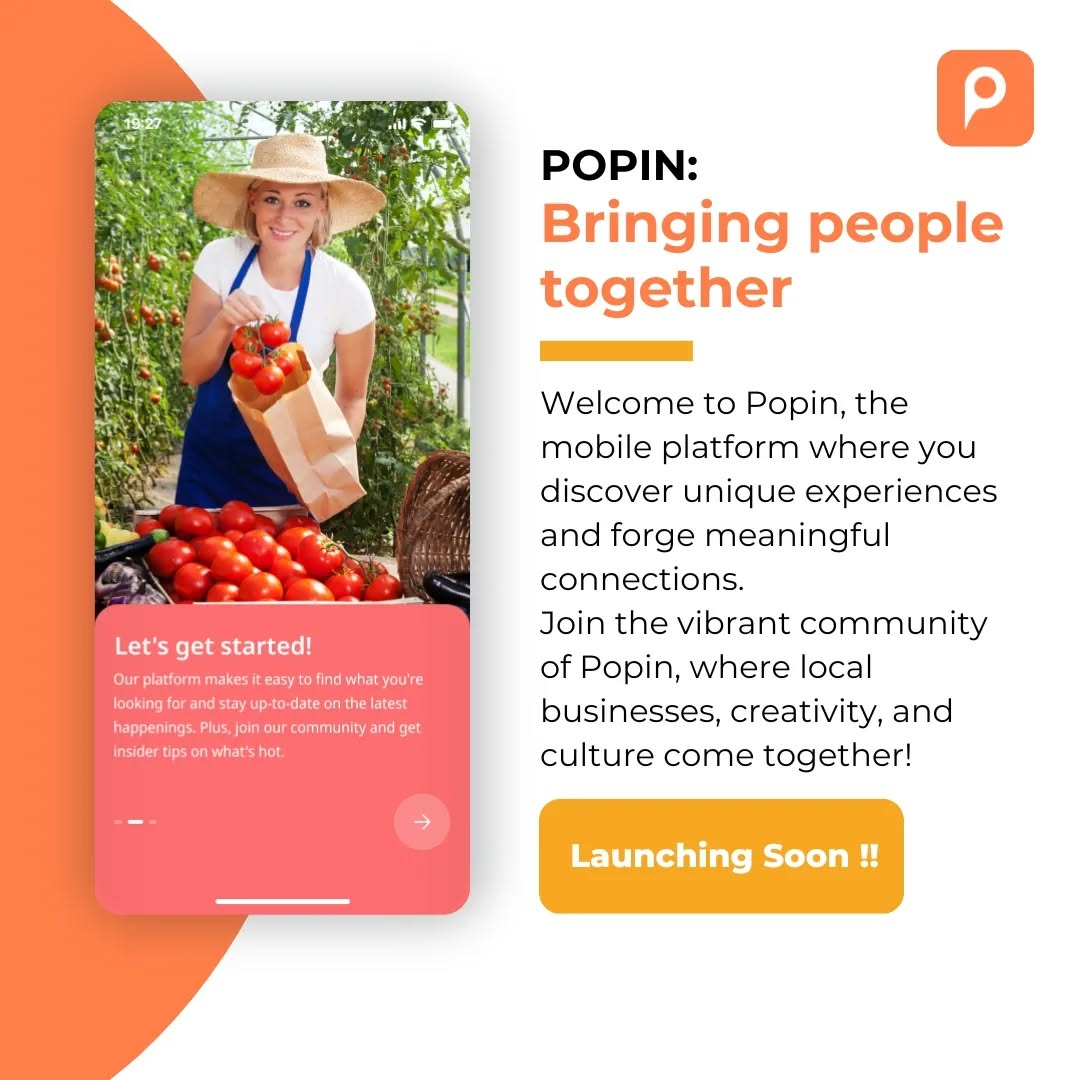 19:27
Let's get started!
Our platform makes it easy to find what you're
looking for and stay up-to-date on the latest
happenings. Plus, join our community and get
insider tips on what's hot.
POPIN:
Bringing people
together
Welcome to Popin, the
mobile platform where you
discover unique experiences
and forge meaningful
connections.
Join the vibrant community
of Popin, where local
businesses, creativity, and
culture come together!
Launching Soon !!